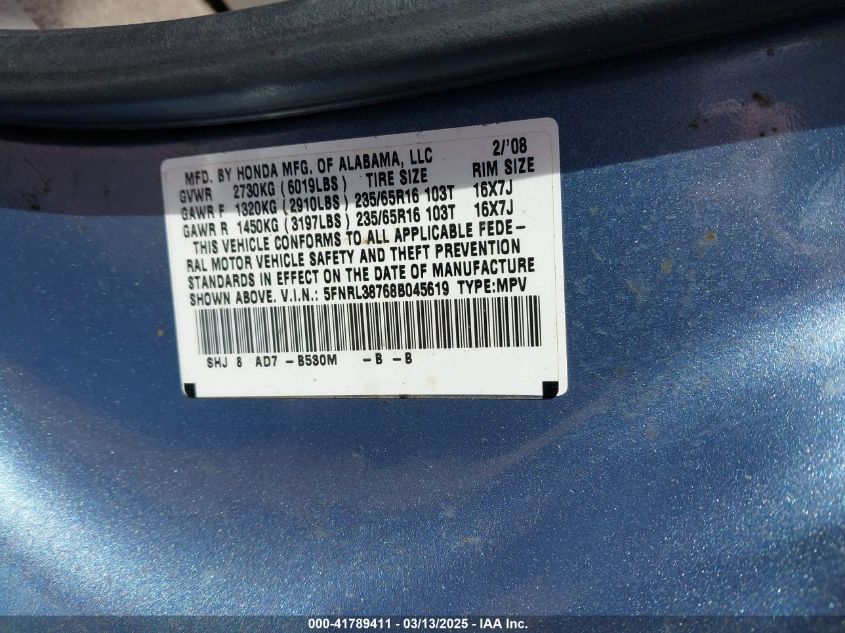 MFD. BY HONDA MFG. OF ALABAMA, LLC 2/'08
GVWR 2730KG (6019LBS) TIRE SIZE RIM SIZE
GAWR F 1320KG (2910LBS) 235/65R16 103T 16X7J
GAWR R 1450KG (3197LBS) 235/65R16 103T 16X7J
THIS VEHICLE CONFORMS TO ALL APPLICABLE FEDE-
RAL MOTOR VEHICLE SAFETY AND THEFT PREVENTION
STANDARDS IN EFFECT ON THE DATE OF MANUFACTURE
SHOWN ABOVE. V.I.N.: 5FNRL38768B045619 TYPE:MPV
SHJ 8 AD7 -B530M -B -B
000-41789411 - 03/13/2025 - IAA Inc.